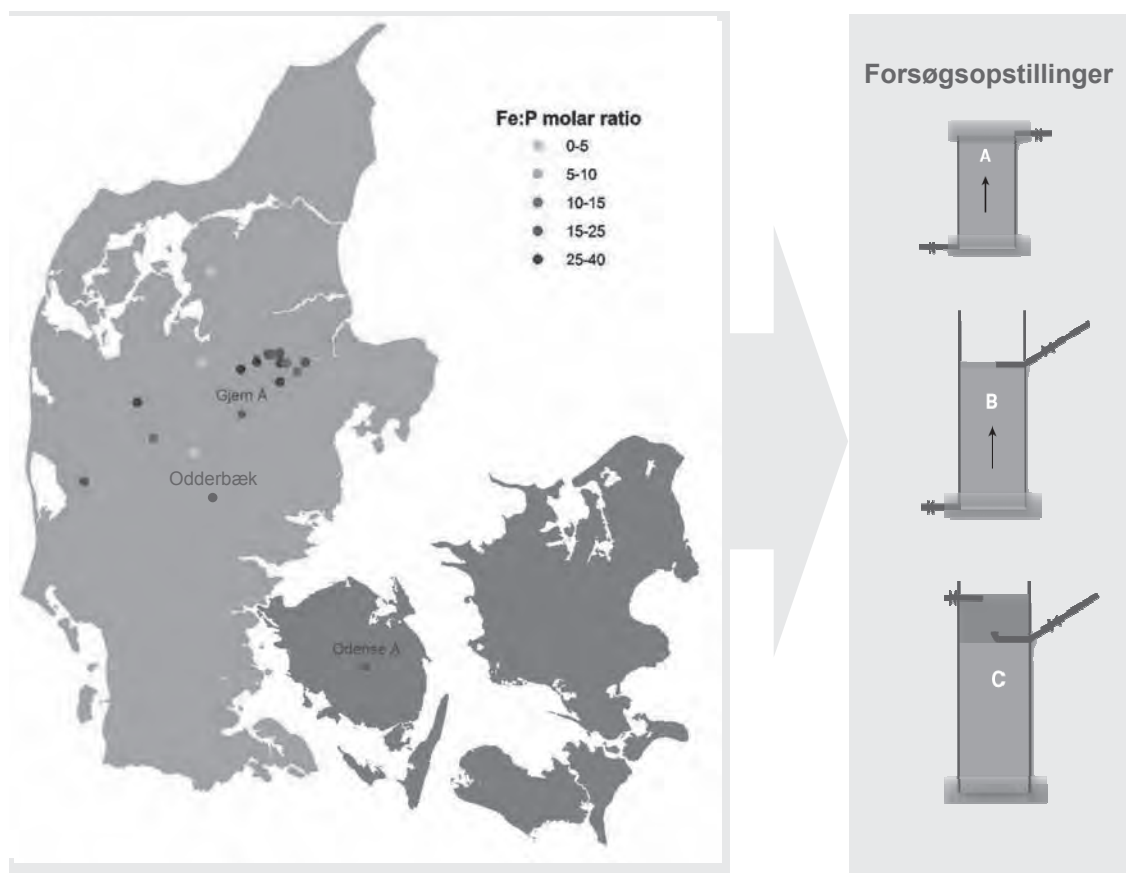 Fe:P molar ratio
0-5
5-10
10-15
15-25
25-40
Gjern A
Odderbæk
Odense A
Forsøgsopstillinger
A
B
C